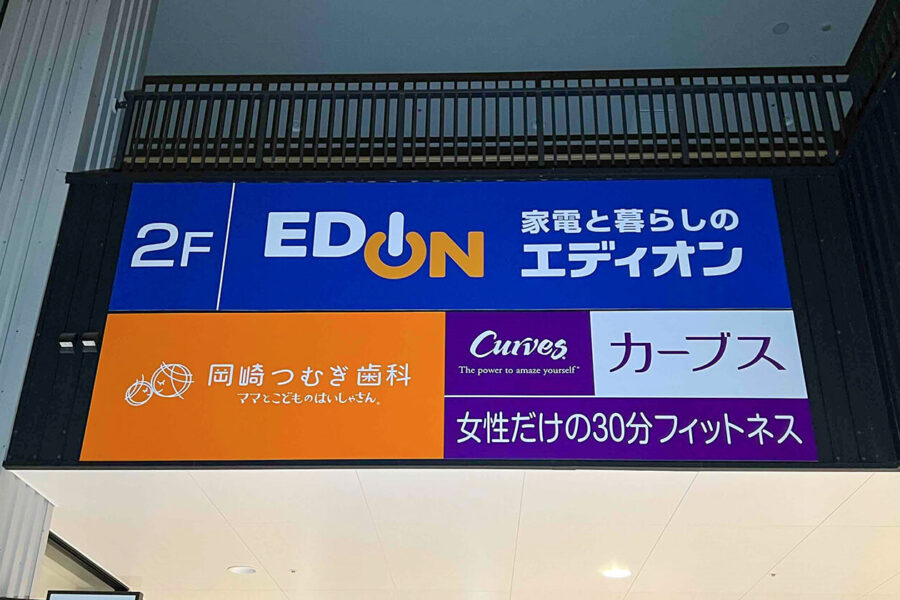 2F
EDION
家電と暮らしの
エディオン
岡崎つむぎ歯科
ママとこどものはいしゃさん。
Curves
The power to amaze yourself™
カーブス
女性だけの30分フィットネス